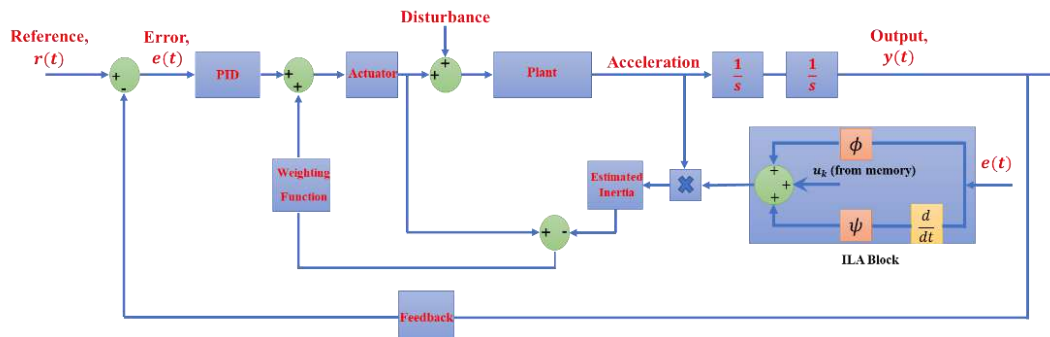 Disturbance
Reference,
r(t)
Error,
e(t)
Output,
y(t)
+
-
PID
+
+
Actuator
+
+
Plant
Acceleration
1/s
1/s
ϕ
e(t)
Weighting
Function
Estimated
Inertia
✖
+
+
+
u_k (from memory)
ψ
d/dt
+
-
ILA Block
Feedback